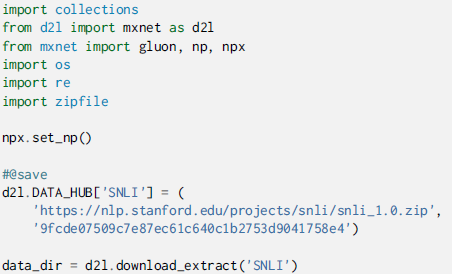 import collections
from d2l import mxnet as d2l
from mxnet import gluon, np, npx
import os
import re
import zipfile

npx.set_np()

#@save
d2l.DATA_HUB['SNLI'] = (
    'https://nlp.stanford.edu/projects/snli/snli_1.0.zip',
    '9fcde07509c7e87ec61c640c1b2753d9041758e4')

data_dir = d2l.download_extract('SNLI')